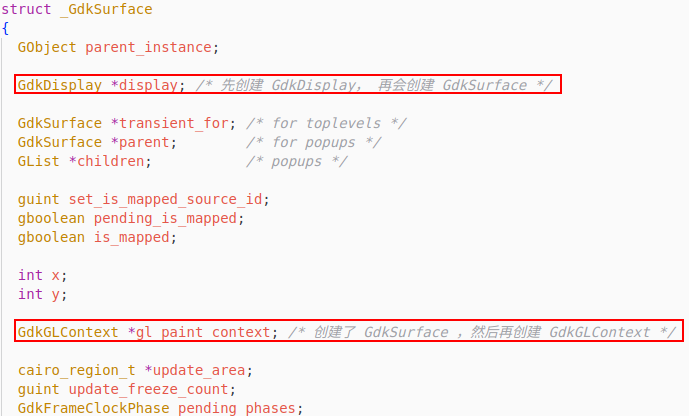 struct _GdkSurface
{
GObject parent_instance;
GdkDisplay *display; /* 先创建 GdkDisplay， 再会创建 GdkSurface */
GdkSurface *transient_for; /* for toplevels */
GdkSurface *parent; /* for popups */
GList *children; /* popups */
guint set_is_mapped_source_id;
gboolean pending_is_mapped;
gboolean is_mapped;
int x;
int y;
GdkGLContext *gl_paint_context; /* 创建了 GdkSurface ，然后再创建 GdkGLContext */
cairo_region_t *update_area;
guint update_freeze_count;
GdkFrameClockPhase pending_phases;